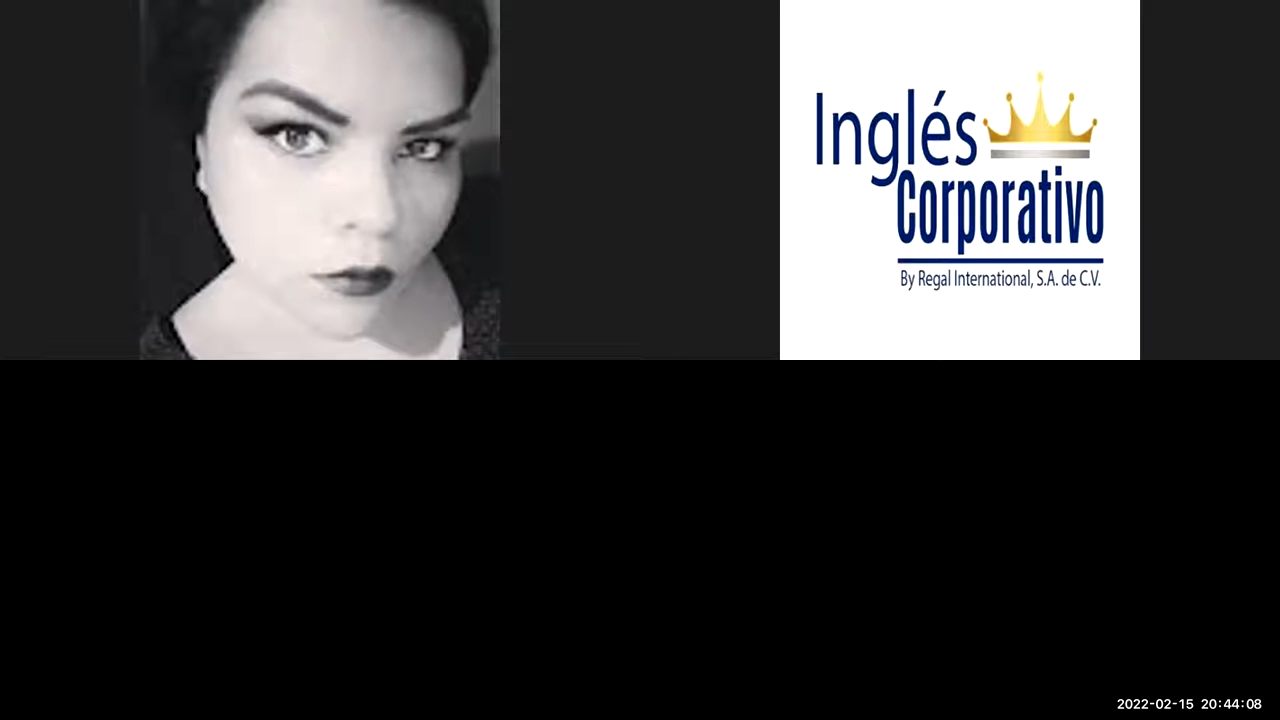 Inglés
Corporativo
By Regal International, S.A. de C.V.
2022-02-15 20:44:08